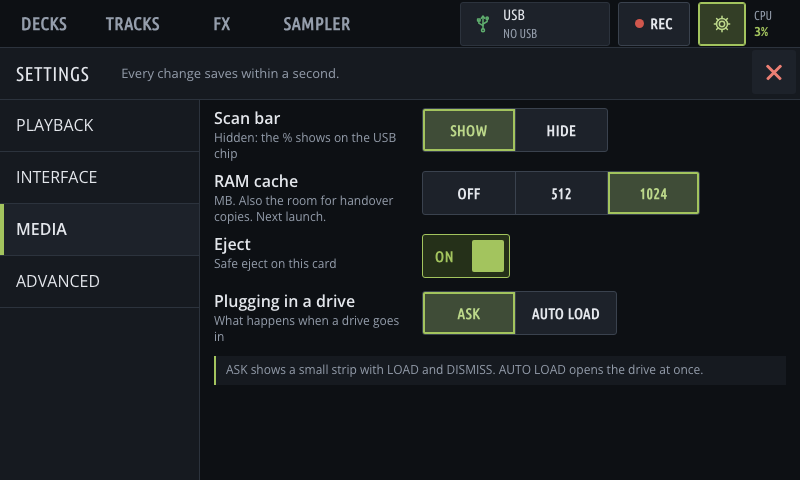 DECKS TRACKS FX SAMPLER USB NO USB REC CPU 3%
SETTINGS Every change saves within a second.
PLAYBACK
INTERFACE
MEDIA
ADVANCED
Scan bar
Hidden: the % shows on the USB
chip
SHOW HIDE
RAM cache
MB. Also the room for handover
copies. Next launch.
OFF 512 1024
Eject
Safe eject on this card
ON
Plugging in a drive
What happens when a drive goes
in
ASK AUTO LOAD
ASK shows a small strip with LOAD and DISMISS. AUTO LOAD opens the drive at once.